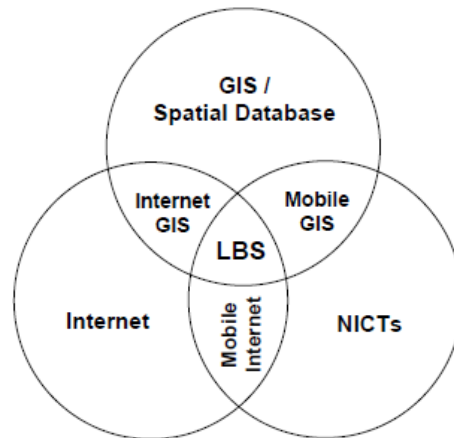 GIS /
Spatial Database
Internet
GIS
Mobile
GIS
LBS
Internet
Mobile
Internet
NICTs